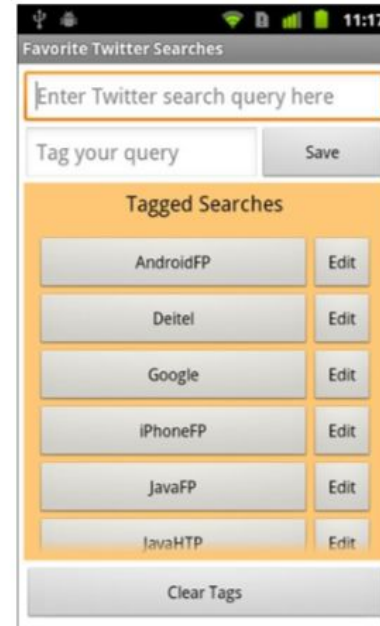 11:17
Favorite Twitter Searches
Enter Twitter search query here
Tag your query Save
Tagged Searches
AndroidFP Edit
Deitel Edit
Google Edit
iPhoneFP Edit
JavaFP Edit
JavaHTP Edit
Clear Tags